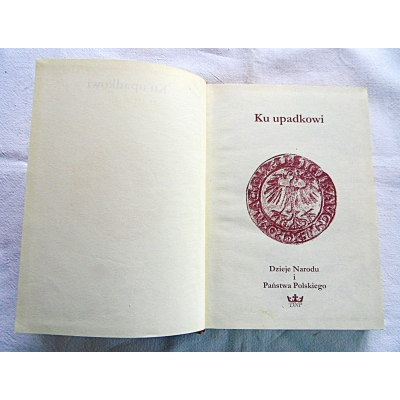 Ku upadkowi
Dzieje Narodu
i
Państwa Polskiego